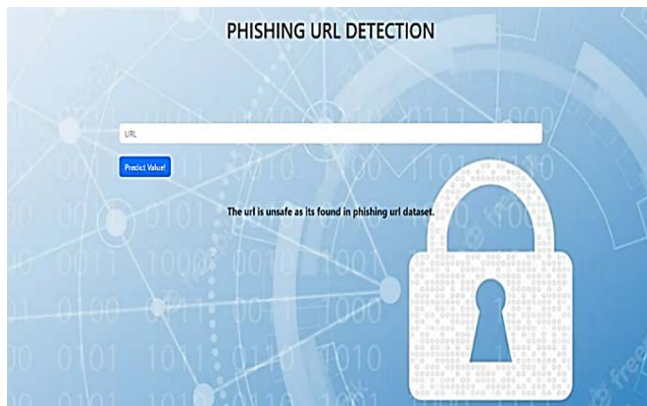 PHISHING URL DETECTION
URL
Predict Value!
The url is unsafe as its found in phishing url dataset.